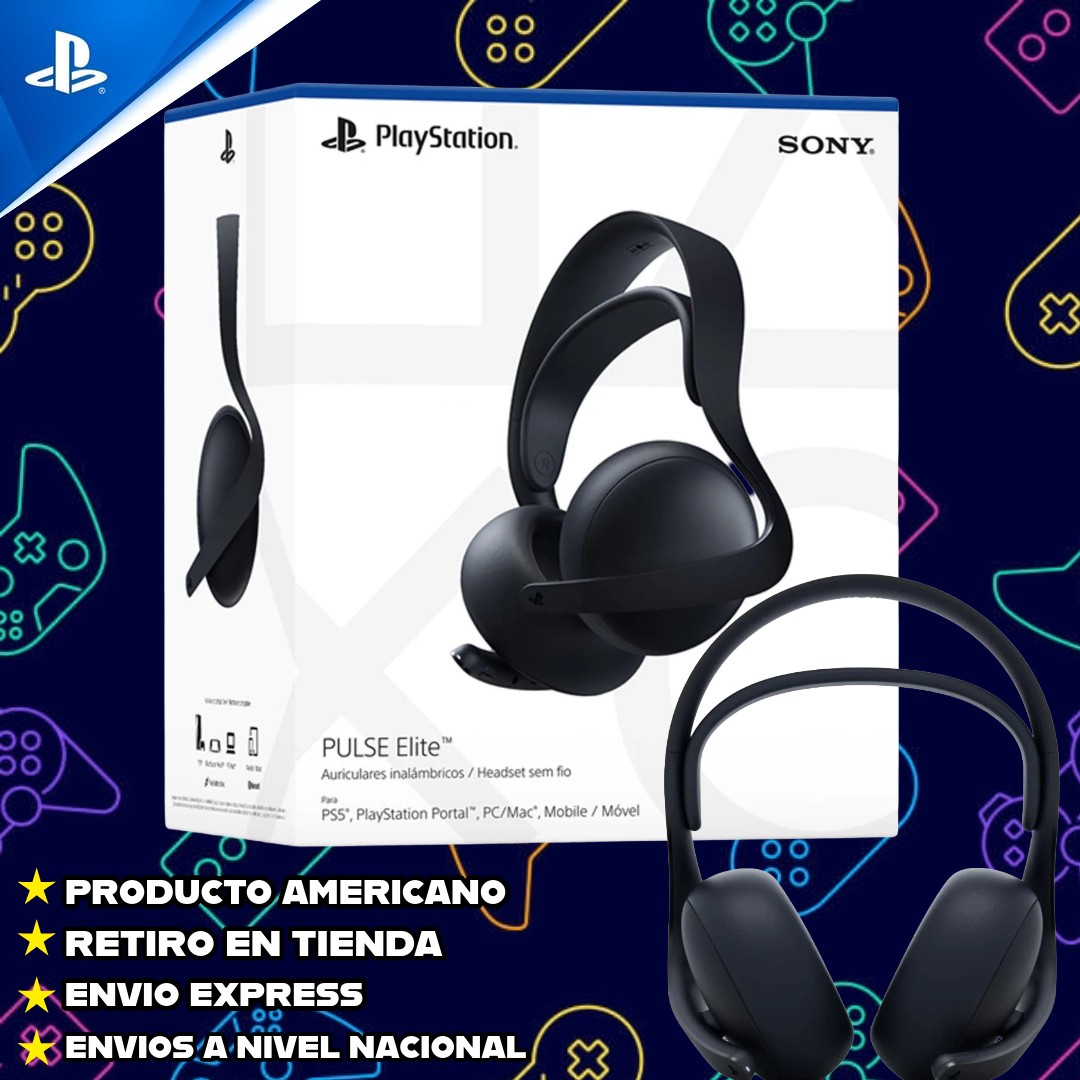 PlayStation.
SONY
PULSE Elite™
Auriculares inalámbricos / Headset sem fio
Para
PS5®, PlayStation Portal™, PC/Mac®, Mobile / Móvel
PRODUCTO AMERICANO
RETIRO EN TIENDA
ENVIO EXPRESS
ENVIOS A NIVEL NACIONAL